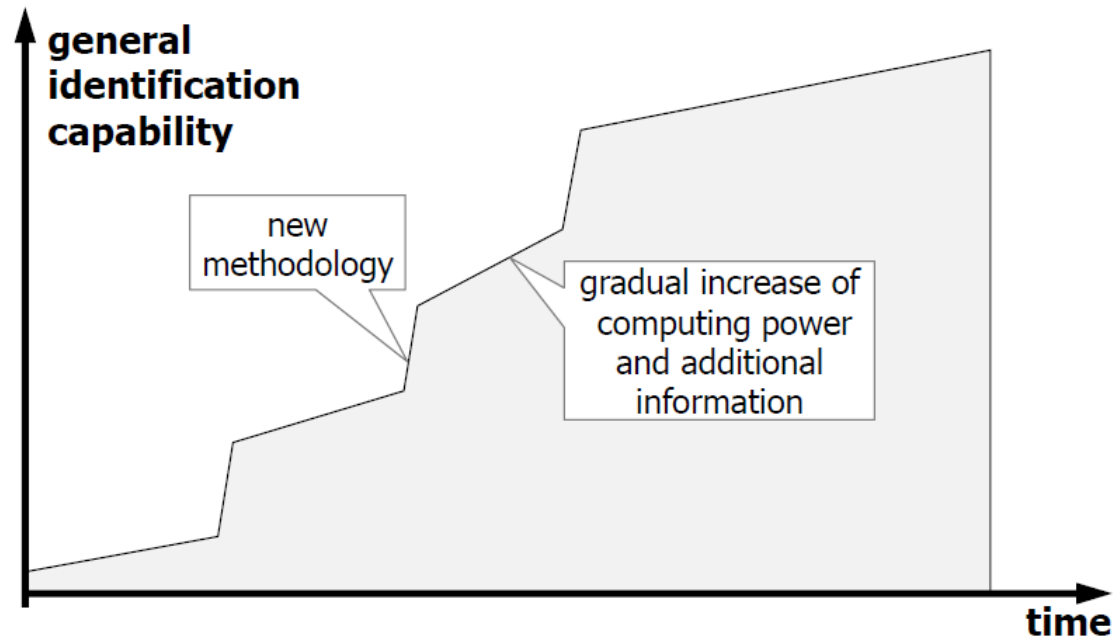 general
identification
capability
new
methodology
gradual increase of
computing power
and additional
information
time